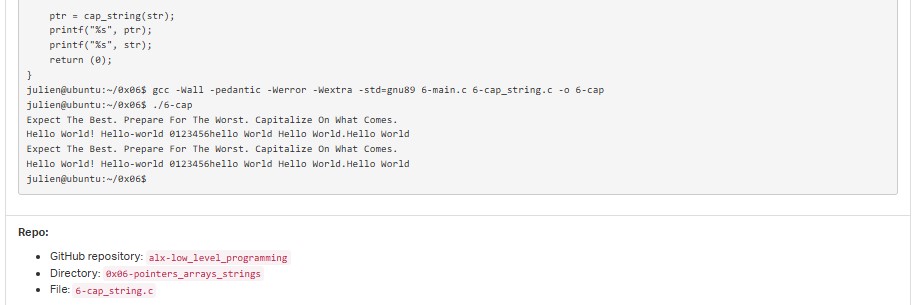 ptr = cap_string(str);
printf("%s", ptr);
printf("%s", str);
return (0);
}
julien@ubuntu:~/0x06$ gcc -Wall -pedantic -Werror -Wextra -std=gnu89 6-main.c 6-cap_string.c -o 6-cap
julien@ubuntu:~/0x06$ ./6-cap
Expect The Best. Prepare For The Worst. Capitalize On What Comes.
Hello World! Hello-world 0123456hello World Hello World.Hello World
Expect The Best. Prepare For The Worst. Capitalize On What Comes.
Hello World! Hello-world 0123456hello World Hello World.Hello World
julien@ubuntu:~/0x06$
Repo:
• GitHub repository: alx-low_level_programming
• Directory: 0x06-pointers_arrays_strings
• File: 6-cap_string.c